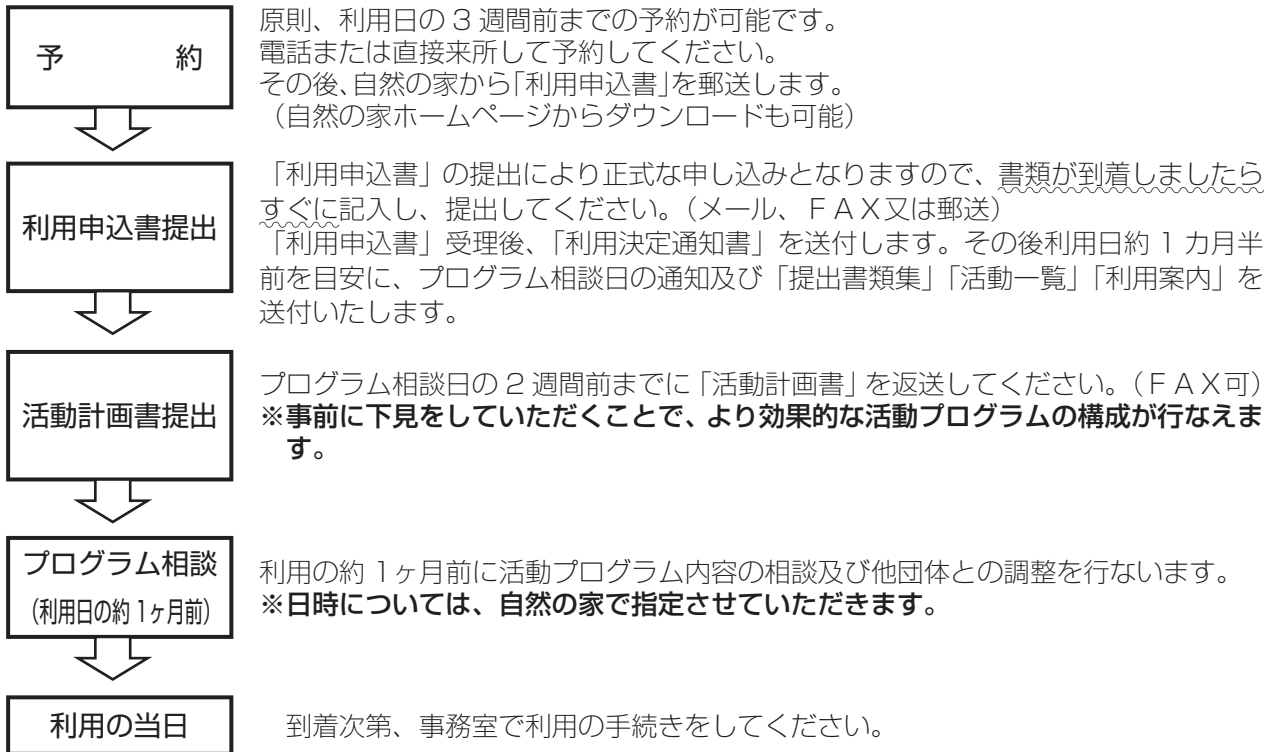 予　約
原則、利用日の3週間前までの予約が可能です。
電話または直接来所して予約してください。
その後、自然の家から「利用申込書」を郵送します。
（自然の家ホームページからダウンロードも可能）
利用申込書提出
「利用申込書」の提出により正式な申し込みとなりますので、書類が到着しましたら
すぐに記入し、提出してください。（メール、ＦＡＸ又は郵送）
「利用申込書」受理後、「利用決定通知書」を送付します。その後利用日約1カ月半
前を目安に、プログラム相談日の通知及び「提出書類集」「活動一覧」「利用案内」を
送付いたします。
活動計画書提出
プログラム相談日の2週間前までに「活動計画書」を返送してください。（ＦＡＸ可）
※事前に下見をしていただくことで、より効果的な活動プログラムの構成が行なえま
す。
プログラム相談
（利用日の約1ヶ月前）
利用の約1ヶ月前に活動プログラム内容の相談及び他団体との調整を行ないます。
※日時については、自然の家で指定させていただきます。
利用の当日
到着次第、事務室で利用の手続きをしてください。